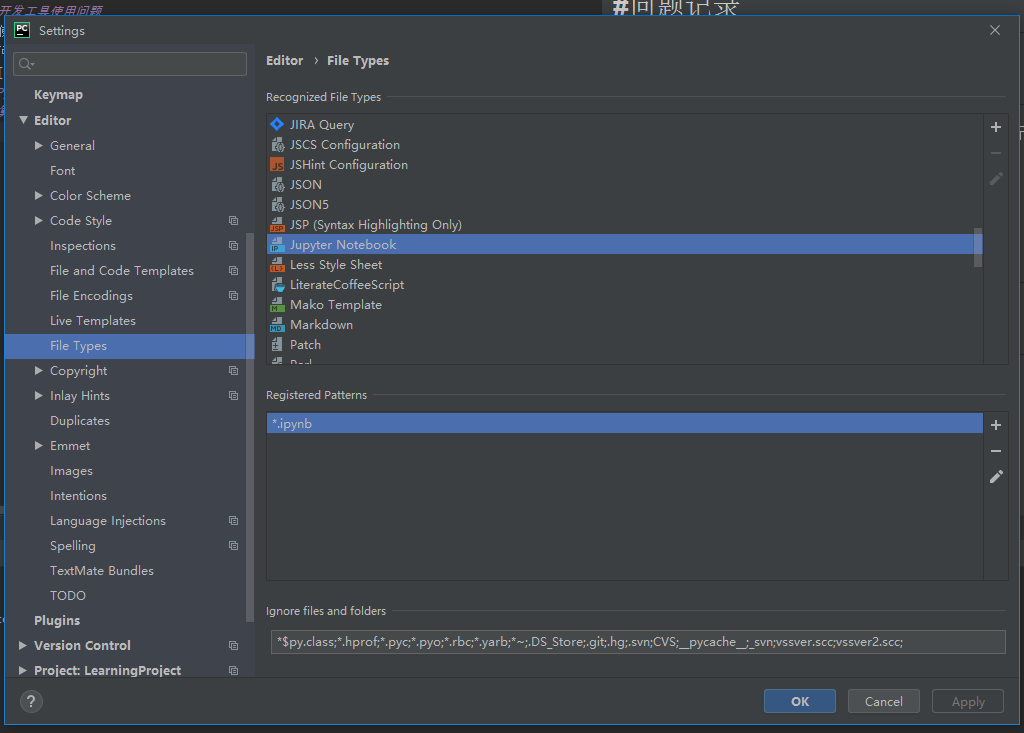 开发工具使用问题
#问题记录
PC Settings
Editor › File Types
Keymap
Editor
General
Font
Color Scheme
Code Style
Inspections
File and Code Templates
File Encodings
Live Templates
File Types
Copyright
Inlay Hints
Duplicates
Emmet
Images
Intentions
Language Injections
Spelling
TextMate Bundles
TODO
Plugins
Version Control
Project: LearningProject
Recognized File Types
JIRA Query
JSCS Configuration
JSHint Configuration
JSON
JSON5
JSP (Syntax Highlighting Only)
Jupyter Notebook
Less Style Sheet
LiterateCoffeeScript
Mako Template
Markdown
Patch
Perl
Registered Patterns
*.ipynb
Ignore files and folders
*$py.class;*.hprof;*.pyc;*.pyo;*.rbc;*.yarb;*~;.DS_Store;.git;.hg;.svn;CVS;__pycache__;_svn;vssver.scc;vssver2.scc;
?
OK
Cancel
Apply